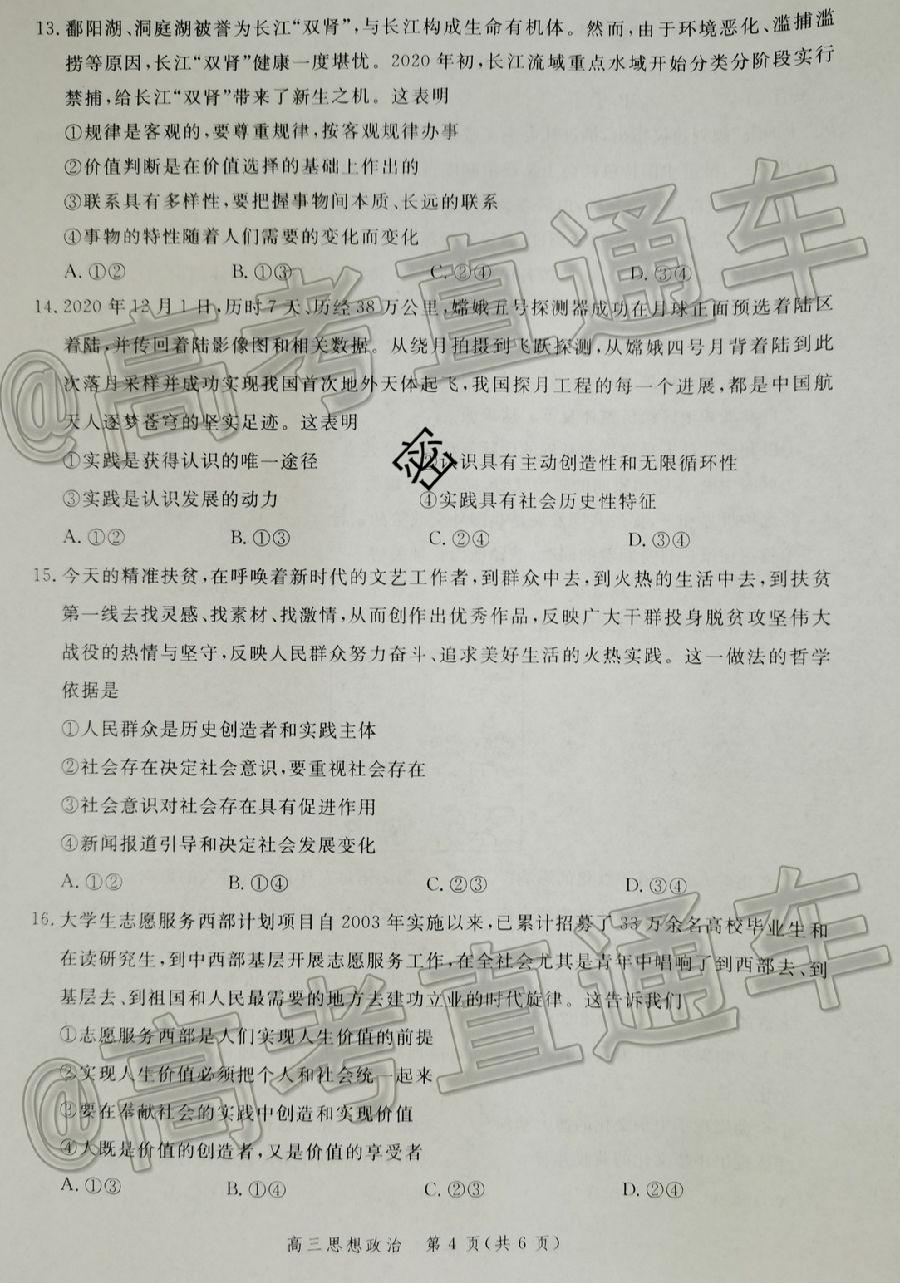 13. 鄱阳湖、洞庭湖被誉为长江“双肾”,与长江构成生命有机体。然而,由于环境恶化、滥捕滥
捞等原因,长江“双肾”健康一度堪忧。2020年初,长江流域重点水域开始分类分阶段实行
禁捕,给长江“双肾”带来了新生之机。这表明
①规律是客观的,要尊重规律,按客观规律办事
②价值判断是在价值选择的基础上作出的
③联系具有多样性,要把握事物间本质、长远的联系
④事物的特性随着人们需要的变化而变化
A. ①② B. ①③ C. ②④ D. ③④
14. 2020年12月1日,历时7天、历经38万公里,嫦娥五号探测器成功在月球正面预选着陆区
着陆,并传回着陆影像图和相关数据。从绕月拍摄到飞跃探测,从嫦娥四号月背着陆到此
次落月采样并成功实现我国首次地外天体起飞,我国探月工程的每一个进展,都是中国航
天人逐梦苍穹的坚实足迹。这表明
①实践是获得认识的唯一途径 ②认识具有主动创造性和无限循环性
③实践是认识发展的动力 ④实践具有社会历史性特征
A. ①② B. ①③ C. ②④ D. ③④
密
15. 今天的精准扶贫,在呼唤着新时代的文艺工作者,到群众中去,到火热的生活中去,到扶贫
第一线去找灵感、找素材、找激情,从而创作出优秀作品,反映广大干群投身脱贫攻坚伟大
战役的热情与坚守,反映人民群众努力奋斗、追求美好生活的火热实践。这一做法的哲学
依据是
①人民群众是历史创造者和实践主体
②社会存在决定社会意识,要重视社会存在
③社会意识对社会存在具有促进作用
④新闻报道引导和决定社会发展变化
A. ①② B. ①④ C. ②③ D. ③④
16. 大学生志愿服务西部计划项目自2003年实施以来,已累计招募了33万余名高校毕业生和
在读研究生,到中西部基层开展志愿服务工作,在全社会尤其是青年中唱响了到西部去、到
基层去、到祖国和人民最需要的地方去建功立业的时代旋律。这告诉我们
①志愿服务西部是人们实现人生价值的前提
②实现人生价值必须把个人和社会统一起来
③要在奉献社会的实践中创造和实现价值
④人既是价值的创造者,又是价值的享受者
A. ①③ B. ①④ C. ②③ D. ②④
高三思想政治 第4页(共6页)
@高考直通车
@高考直通车